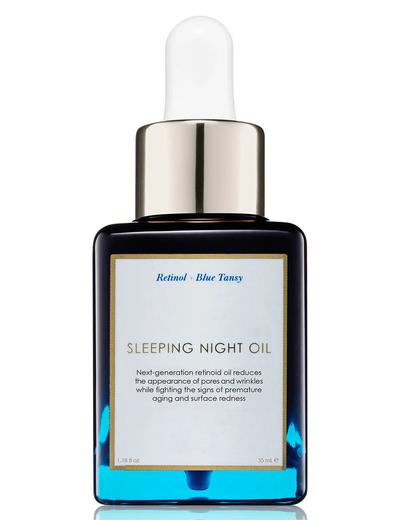 Retinol + Blue Tansy
SLEEPING NIGHT OIL
Next-generation retinoid oil reduces
the appearance of pores and wrinkles
while fighting the signs of premature
aging and surface redness
1.18 fl oz 35 mL ℮